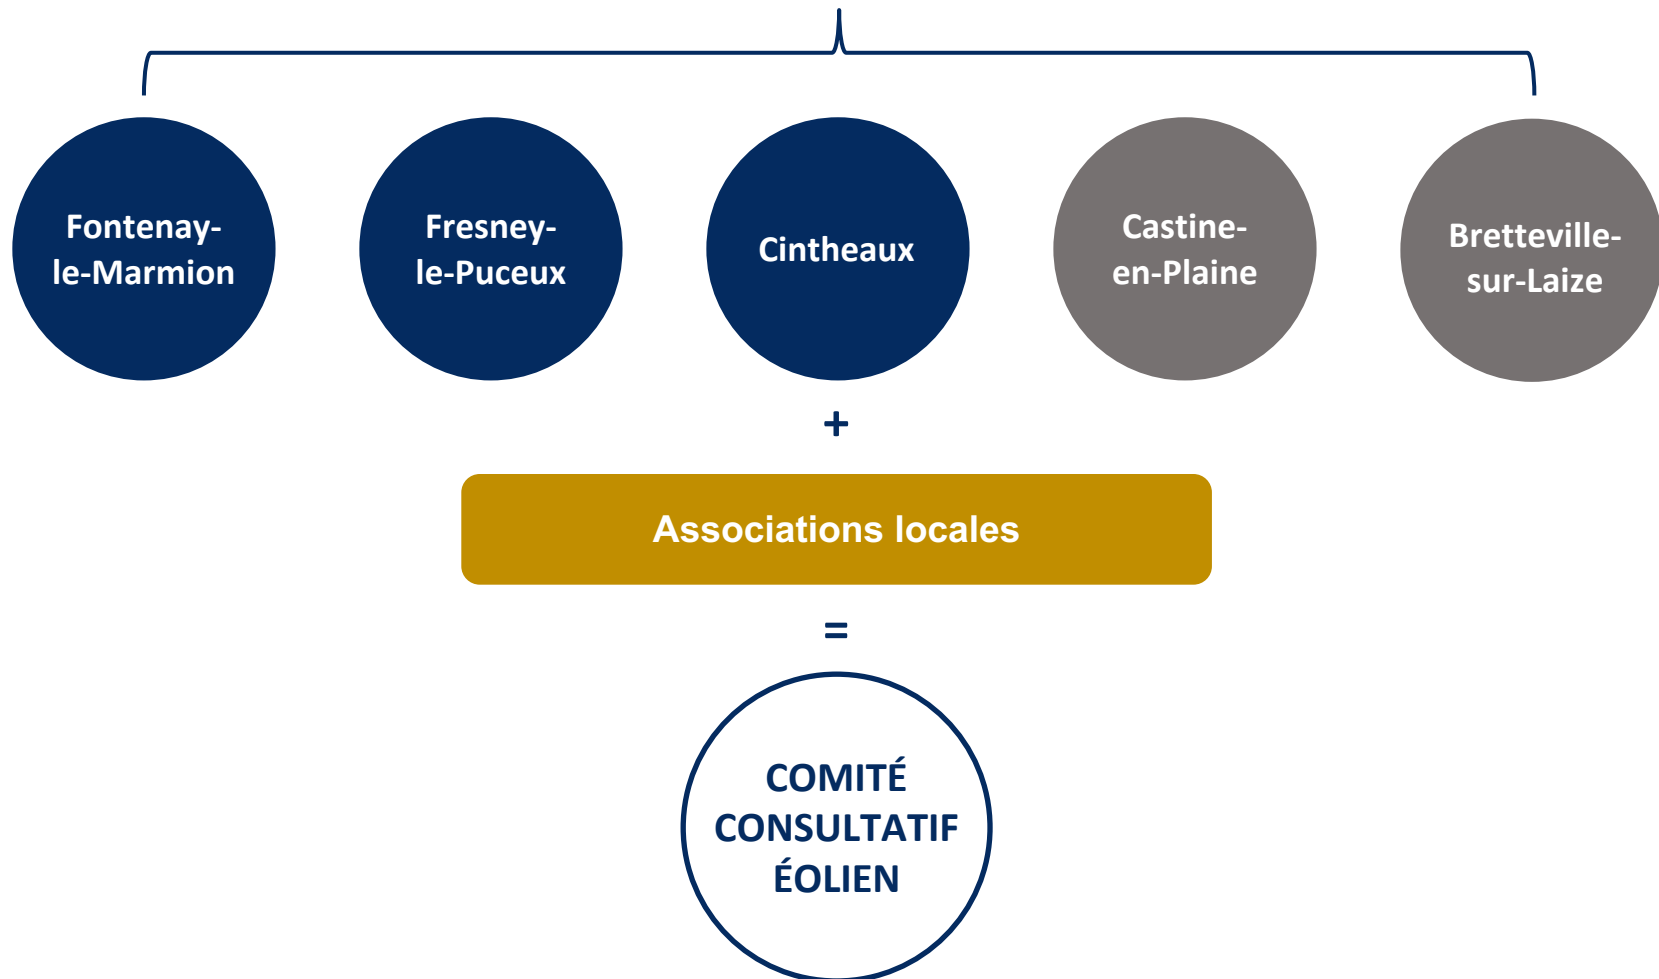 Fontenay-
le-Marmion
Fresney-
le-Puceux
Cintheaux
Castine-
en-Plaine
Bretteville-
sur-Laize
+
Associations locales
=
COMITÉ
CONSULTATIF
ÉOLIEN